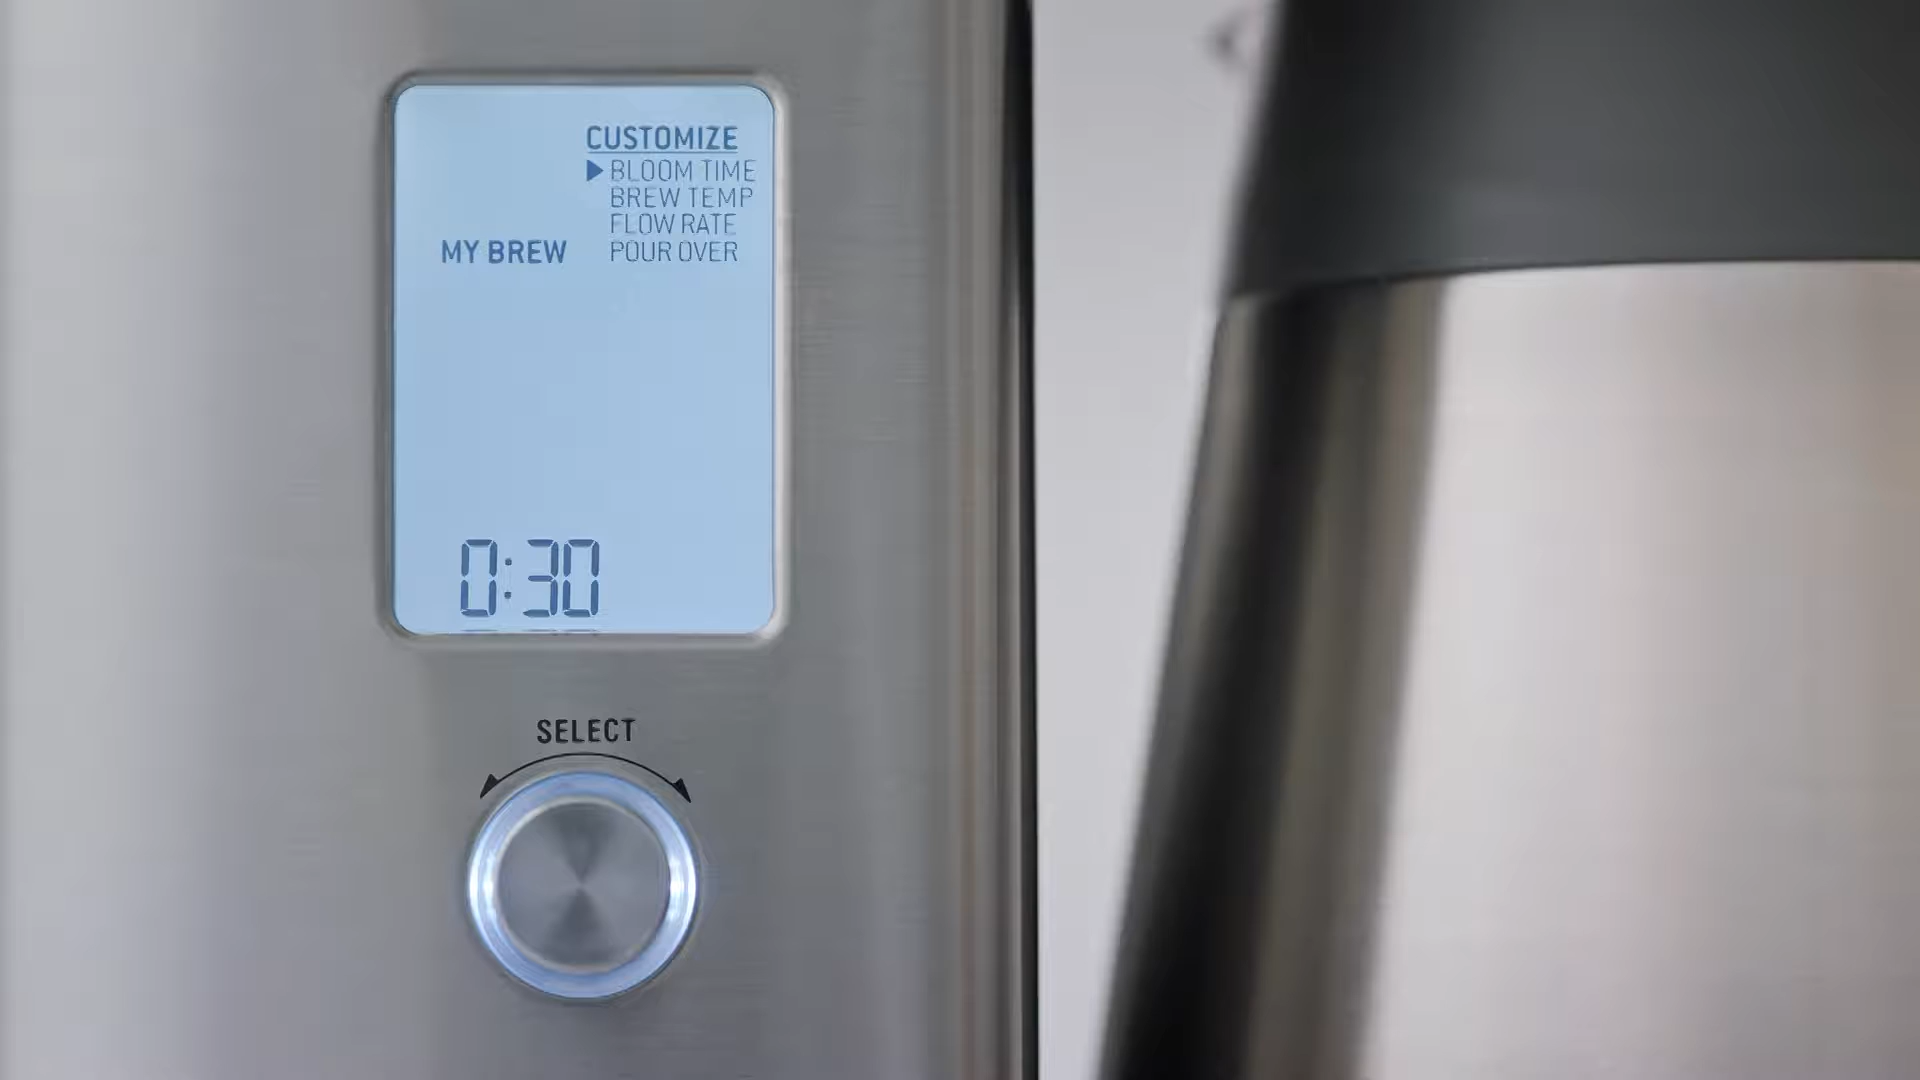 CUSTOMIZE
▶ BLOOM TIME
BREW TEMP
FLOW RATE
MY BREW
POUR OVER
0:30
SELECT